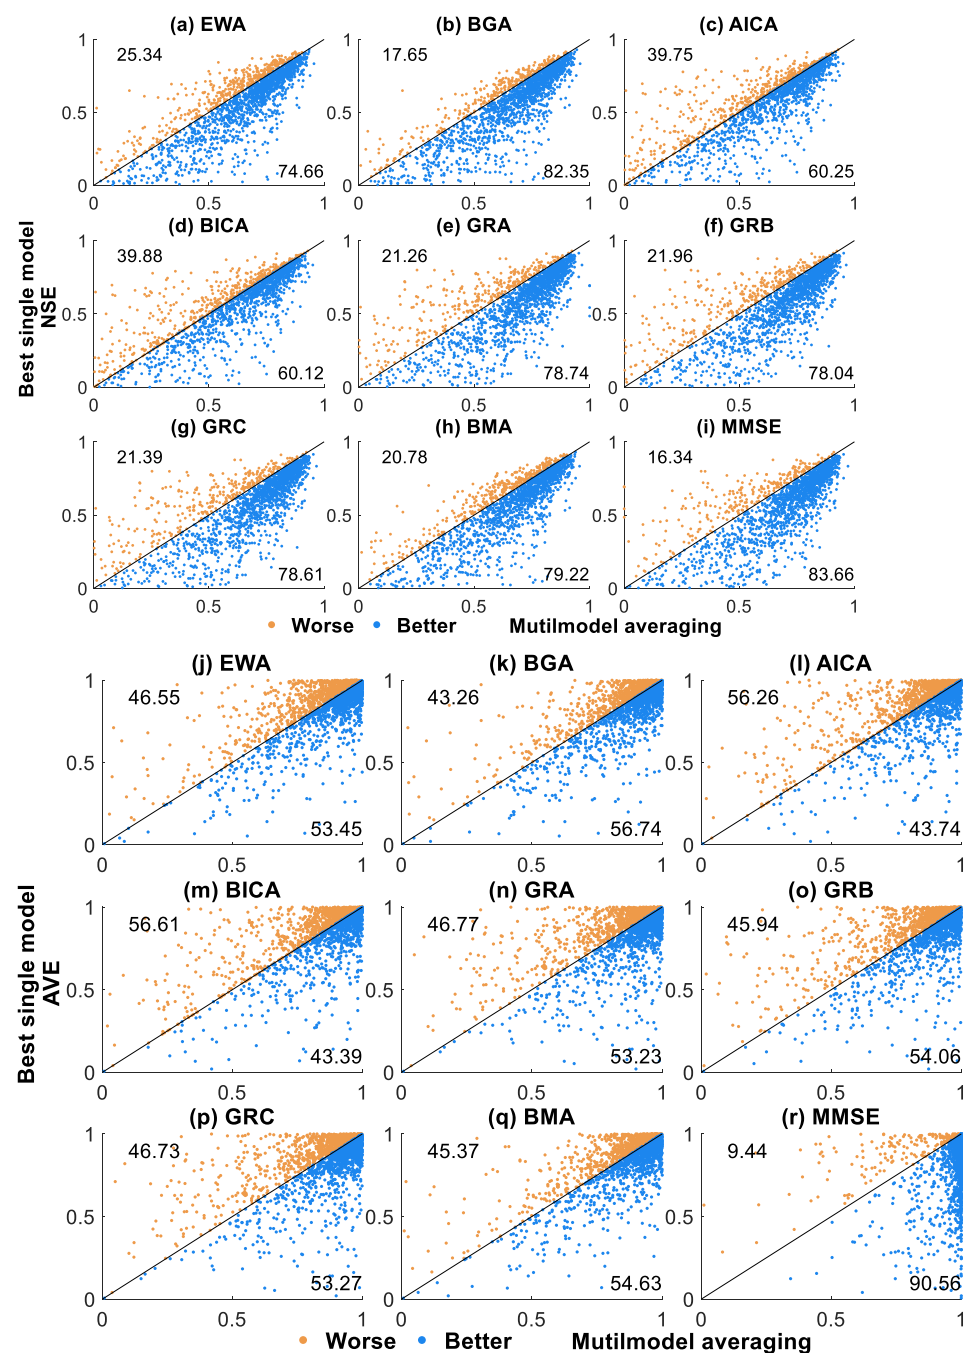 (a) EWA
(b) BGA
(c) AICA
1
25.34
74.66
0.5
0
0 0.5 1
1
17.65
82.35
0.5
0
0 0.5 1
1
39.75
60.25
0.5
0
0 0.5 1
(d) BICA
(e) GRA
(f) GRB
1
39.88
60.12
0.5
0
0 0.5 1
1
21.26
78.74
0.5
0
0 0.5 1
1
21.96
78.04
0.5
0
0 0.5 1
Best single model
NSE
(g) GRC
(h) BMA
(i) MMSE
1
21.39
78.61
0.5
0
0 0.5 1
1
20.78
79.22
0.5
0
0 0.5 1
1
16.34
83.66
0.5
0
0 0.5 1
Worse Better Mutilmodel averaging
(j) EWA
(k) BGA
(l) AICA
1
46.55
53.45
0.5
0
0 0.5 1
1
43.26
56.74
0.5
0
0 0.5 1
1
56.26
43.74
0.5
0
0 0.5 1
(m) BICA
(n) GRA
(o) GRB
1
56.61
43.39
0.5
0
0 0.5 1
1
46.77
53.23
0.5
0
0 0.5 1
1
45.94
54.06
0.5
0
0 0.5 1
Best single model
AVE
(p) GRC
(q) BMA
(r) MMSE
1
46.73
53.27
0.5
0
0 0.5 1
1
45.37
54.63
0.5
0
0 0.5 1
1
9.44
90.56
0.5
0
0 0.5 1
Worse Better Mutilmodel averaging